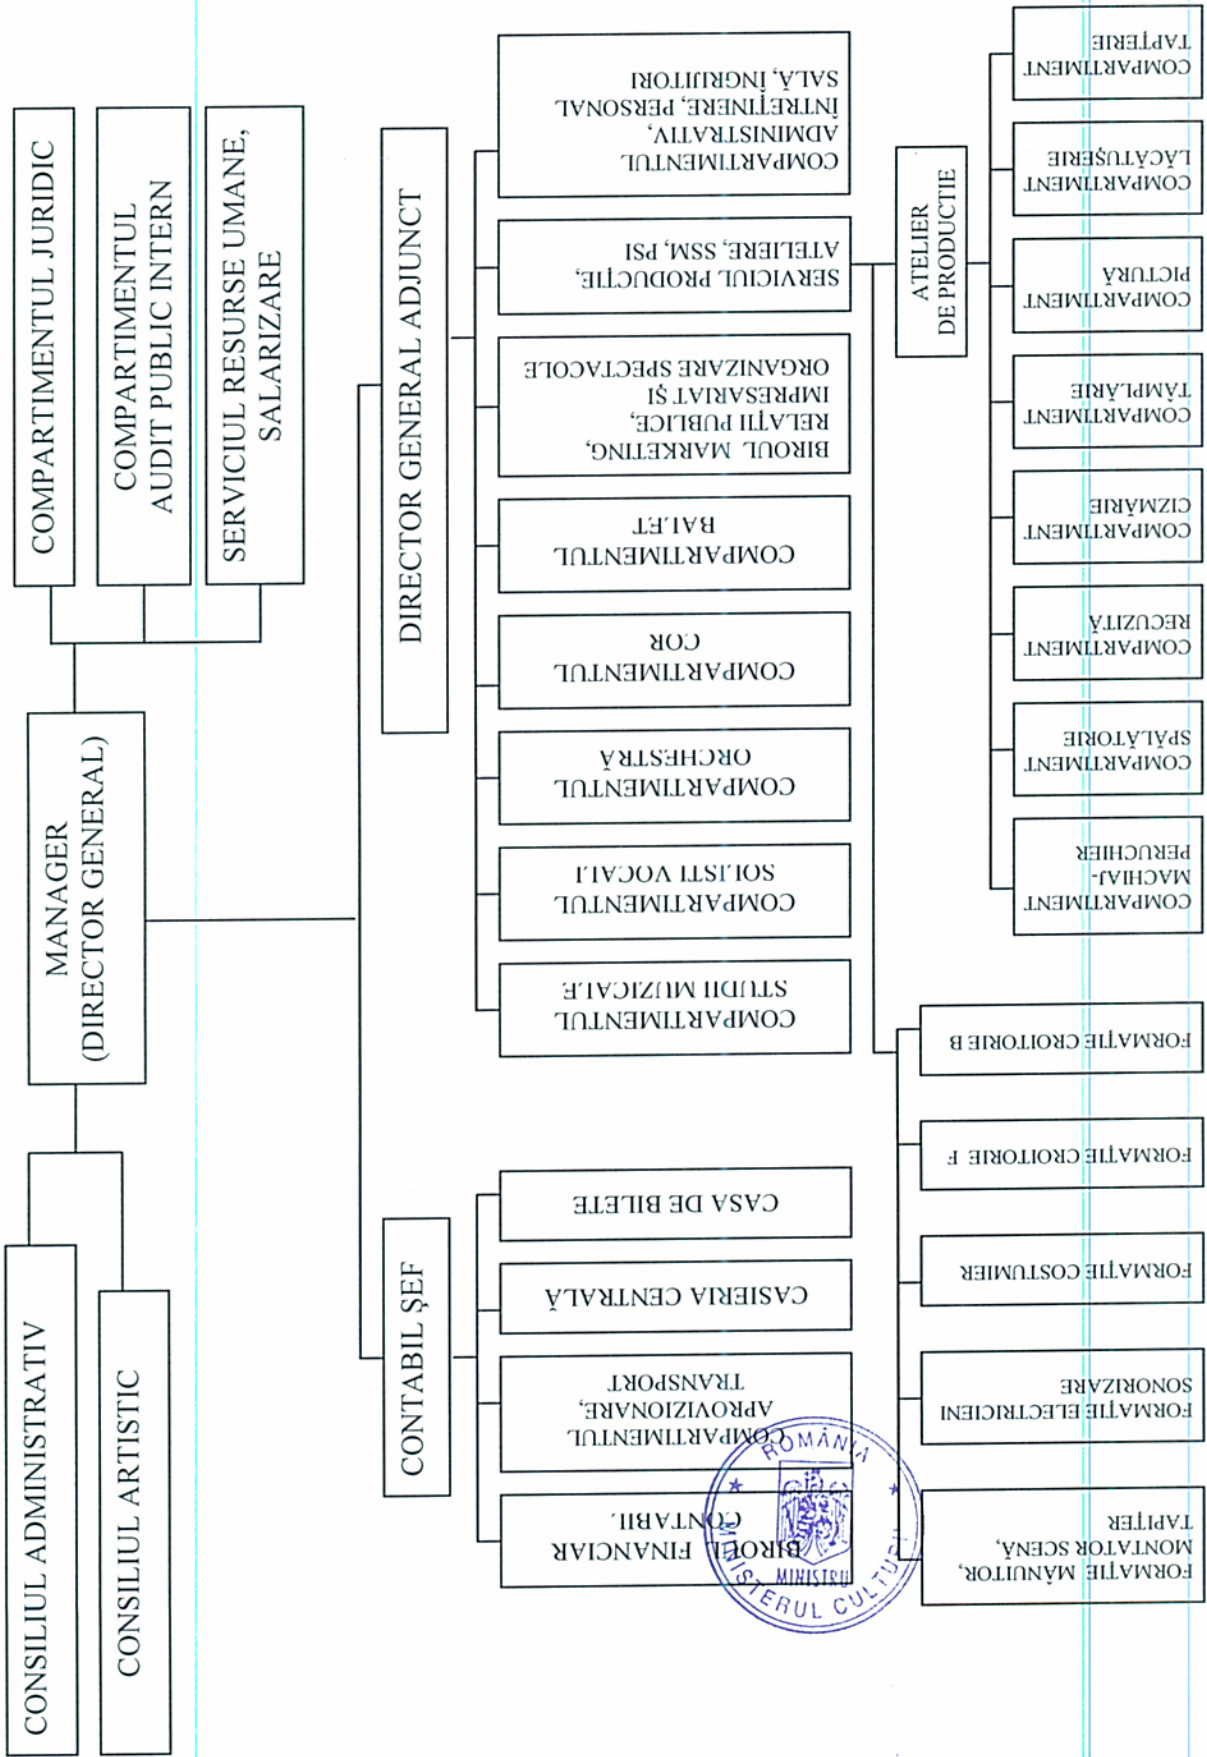 CONSILIUL ADMINISTRATIV
CONSILIUL ARTISTIC
MANAGER
(DIRECTOR GENERAL)
COMPARTIMENTUL JURIDIC
COMPARTIMENTUL
AUDIT PUBLIC INTERN
SERVICIUL RESURSE UMANE,
SALARIZARE
CONTABIL ŞEF
DIRECTOR GENERAL ADJUNCT
BIROUL FINANCIAR
CONTABIL
COMPARTIMENTUL
APROVIZIONARE,
TRANSPORT
CASIERIA CENTRALĂ
CASA DE BILETE
COMPARTIMENTUL
STUDII MUZICALE
COMPARTIMENTUL
SOLISTI VOCALI
COMPARTIMENTUL
ORCHESTRĂ
COMPARTIMENTUL
COR
COMPARTIMENTUL
BALET
BIROUL MARKETING,
RELAŢII PUBLICE,
IMPRESARIAT ŞI
ORGANIZARE SPECTACOLE
SERVICIUL PRODUCŢIE,
ATELIERE, SSM, PSI
COMPARTIMENTUL
ADMINISTRATIV,
ÎNTREŢINERE, PERSONAL
SALĂ, ÎNGRIJITORI
ATELIER
DE PRODUCTIE
FORMAŢIE MÂNUITOR,
MONTATOR SCENĂ,
TAPIŢER
FORMAŢIE ELECTRICIENI
SONORIZARE
FORMAŢIE COSTUMIER
FORMAŢIE CROITORIE F
FORMAŢIE CROITORIE B
COMPARTIMENT
MACHIAJ-
PERUCHIER
COMPARTIMENT
SPĂLĂTORIE
COMPARTIMENT
RECUZITĂ
COMPARTIMENT
CIZMĂRIE
COMPARTIMENT
TÂMPLĂRIE
COMPARTIMENT
PICTURĂ
COMPARTIMENT
LĂCĂTUŞERIE
COMPARTIMENT
TAPŢERIE
ROMÂNIA
MINISTERUL CULTURII
MINISTRU